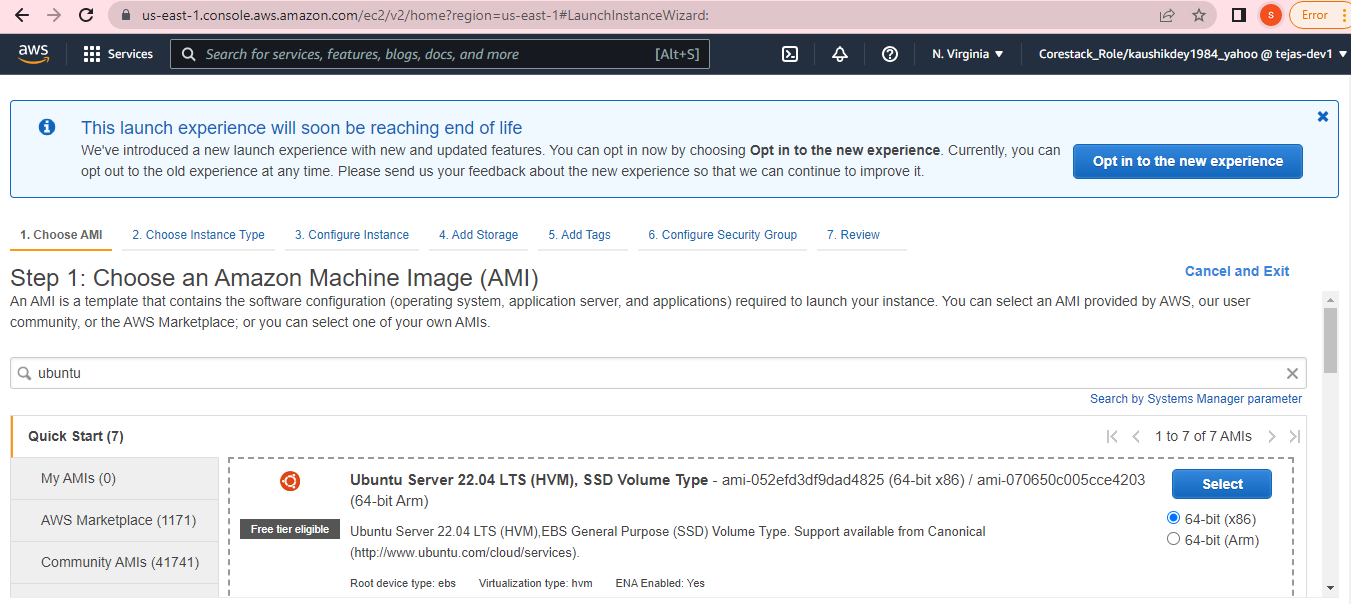 us-east-1.console.aws.amazon.com/ec2/v2/home?region=us-east-1#LaunchInstanceWizard:
S
Error
aws
Services
Search for services, features, blogs, docs, and more
[Alt+S]
N. Virginia
Corestack_Role/kaushikdey1984_yahoo @ tejas-dev1
This launch experience will soon be reaching end of life
We've introduced a new launch experience with new and updated features. You can opt in now by choosing Opt in to the new experience. Currently, you can
opt out to the old experience at any time. Please send us your feedback about the new experience so that we can continue to improve it.
Opt in to the new experience
1. Choose AMI
2. Choose Instance Type
3. Configure Instance
4. Add Storage
5. Add Tags
6. Configure Security Group
7. Review
Step 1: Choose an Amazon Machine Image (AMI)
Cancel and Exit
An AMI is a template that contains the software configuration (operating system, application server, and applications) required to launch your instance. You can select an AMI provided by AWS, our user
community, or the AWS Marketplace; or you can select one of your own AMIs.
ubuntu
Search by Systems Manager parameter
Quick Start (7)
1 to 7 of 7 AMIs
My AMIs (0)
AWS Marketplace (1171)
Community AMIs (41741)
Ubuntu Server 22.04 LTS (HVM), SSD Volume Type - ami-052efd3df9dad4825 (64-bit x86) / ami-070650c005cce4203
(64-bit Arm)
Free tier eligible
Ubuntu Server 22.04 LTS (HVM),EBS General Purpose (SSD) Volume Type. Support available from Canonical
(http://www.ubuntu.com/cloud/services).
Root device type: ebs
Virtualization type: hvm
ENA Enabled: Yes
Select
64-bit (x86)
64-bit (Arm)